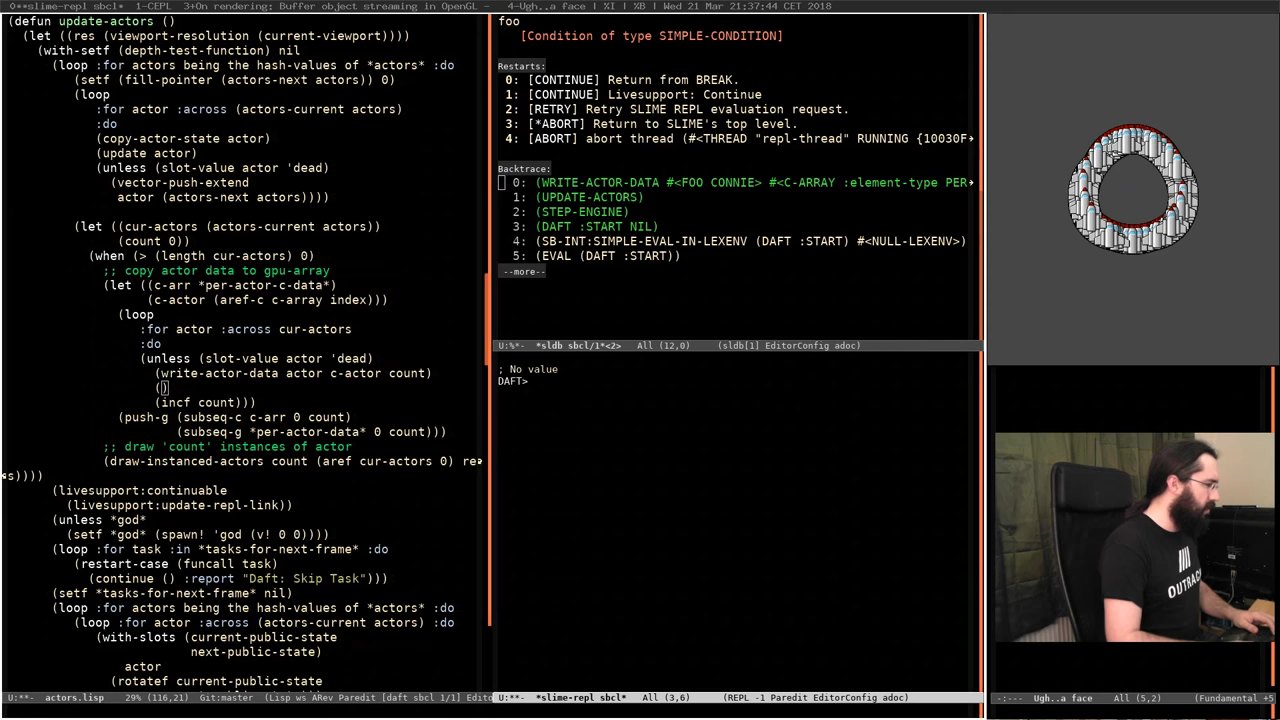 0**slime-repl sbcl*  1-CEPL  3+On rendering: Buffer object streaming in OpenGL -  4-Ugh..a face | %I | %B | Wed 21 Mar 21:37:44 CET 2018
(defun update-actors ()
(let ((res (viewport-resolution (current-viewport))))
(with-setf (depth-test-function) nil
(loop :for actors being the hash-values of *actors* :do
(setf (fill-pointer (actors-next actors)) 0)
(loop
:for actor :across (actors-current actors)
:do
(copy-actor-state actor)
(update actor)
(unless (slot-value actor 'dead)
(vector-push-extend
actor (actors-next actors))))
(let ((cur-actors (actors-current actors))
(count 0))
(when (> (length cur-actors) 0)
;; copy actor data to gpu-array
(let ((c-arr *per-actor-c-data*)
(c-actor (aref-c c-array index)))
(loop
:for actor :across cur-actors
:do
(unless (slot-value actor 'dead)
(write-actor-data actor c-actor count)
()
(incf count)))
(push-g (subseq-c c-arr 0 count)
(subseq-g *per-actor-data* 0 count)))
;; draw 'count' instances of actor
(draw-instanced-actors count (aref cur-actors 0) re
s))))
(livesupport:continuable
(livesupport:update-repl-link))
(unless *god*
(setf *god* (spawn! 'god (v! 0 0))))
(loop :for task :in *tasks-for-next-frame* :do
(restart-case (funcall task)
(continue () :report "Daft: Skip Task")))
(setf *tasks-for-next-frame* nil)
(loop :for actors being the hash-values of *actors* :do
(loop :for actor :across (actors-current actors) :do
(with-slots (current-public-state
next-public-state)
actor
(rotatef current-public-state
U:**-  actors.lisp    29% (116,21)  Git:master  (Lisp ws ARev Paredit [daft sbcl 1/1] Edito
foo
[Condition of type SIMPLE-CONDITION]
Restarts:
0: [CONTINUE] Return from BREAK.
1: [CONTINUE] Livesupport: Continue
2: [RETRY] Retry SLIME REPL evaluation request.
3: [*ABORT] Return to SLIME's top level.
4: [ABORT] abort thread (#<THREAD "repl-thread" RUNNING {10030F
Backtrace:
0: (WRITE-ACTOR-DATA #<FOO CONNIE> #<C-ARRAY :element-type PER
1: (UPDATE-ACTORS)
2: (STEP-ENGINE)
3: (DAFT :START NIL)
4: (SB-INT:SIMPLE-EVAL-IN-LEXENV (DAFT :START) #<NULL-LEXENV>)
5: (EVAL (DAFT :START))
--more--
U:%*-  *sldb sbcl/1*<2>   All (12,0)     (sldb[1] EditorConfig adoc)
; No value
DAFT>
U:**-  *slime-repl sbcl*   All (3,6)      (REPL -1 Paredit EditorConfig adoc)
OUTRAC
-:---  Ugh..a face    All (5,2)      (Fundamental +5